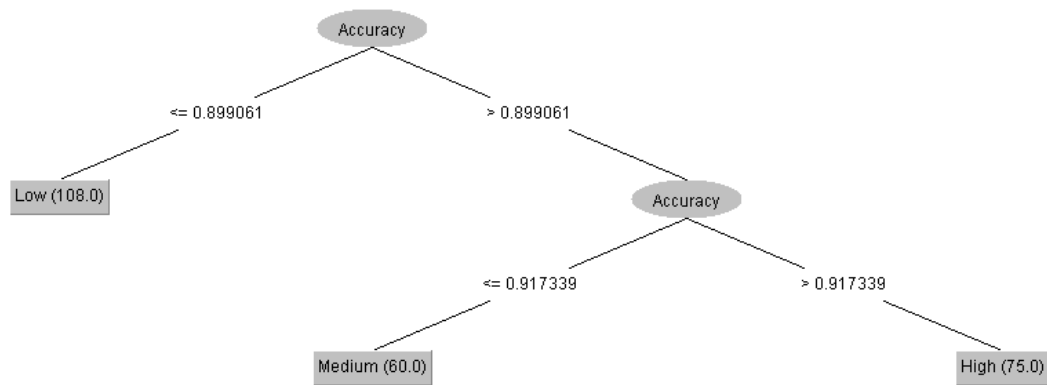 Accuracy
<= 0.899061
> 0.899061
Low (108.0)
Accuracy
<= 0.917339
> 0.917339
Medium (60.0)
High (75.0)